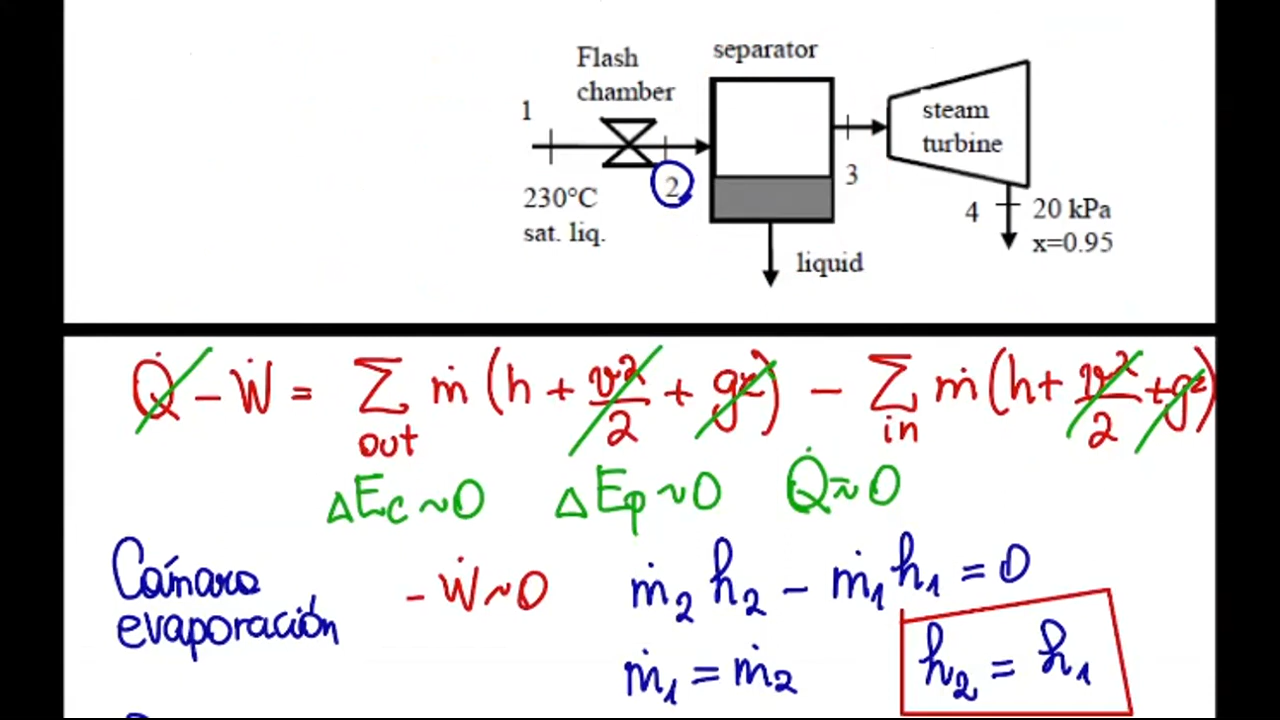 Flash
chamber
separator
1
2
230°C
sat. liq.
3
steam
turbine
4
20 kPa
x=0.95
liquid
Q̇ - Ẇ = Σ ṁ (h + v²/2 + gz) - Σ ṁ (h + v²/2 + gz)
out in
ΔEc ~ 0 ΔEp ~ 0 Q̇ ≈ 0
Cámara
evaporación
- Ẇ ~ 0
ṁ₂ h₂ - ṁ₁ h₁ = 0
ṁ₁ = ṁ₂
h₂ = h₁